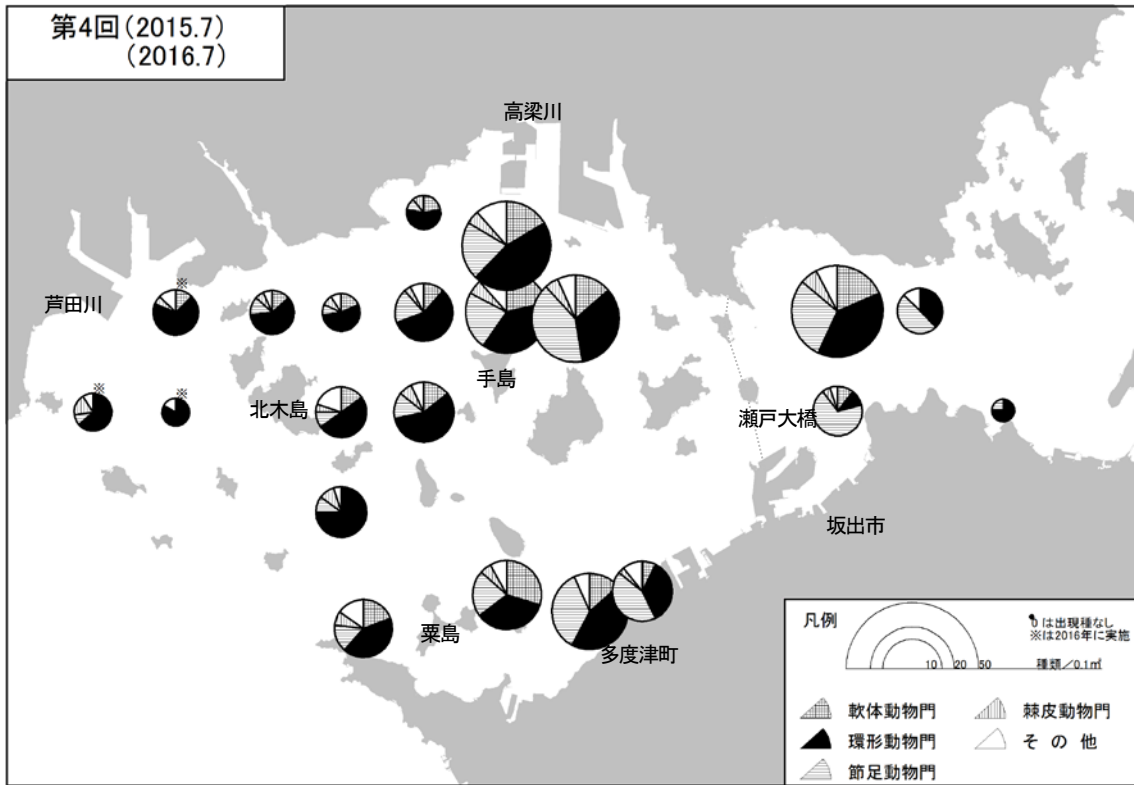 第4回(2015.7)
(2016.7)
高梁川
芦田川
※
手島
※
※
北木島
瀬戸大橋
坂出市
粟島
多度津町
凡例
0 は出現種なし
※は2016年に実施
10 20 50 種類/0.1㎡
軟体動物門 棘皮動物門
環形動物門 その他
節足動物門